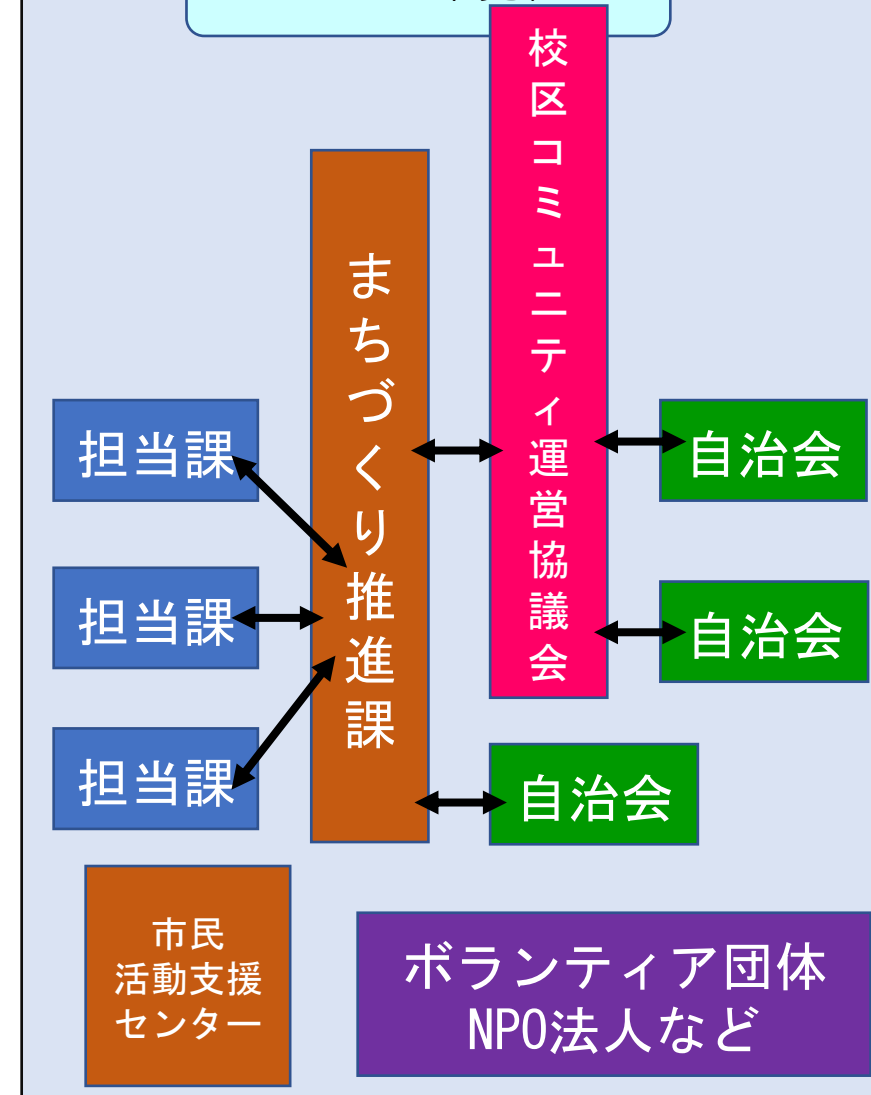 校区コミュニティ運営協議会
まちづくり推進課
担当課
自治会
担当課
自治会
担当課
自治会
市民
活動支援
センター
ボランティア団体
NPO法人など